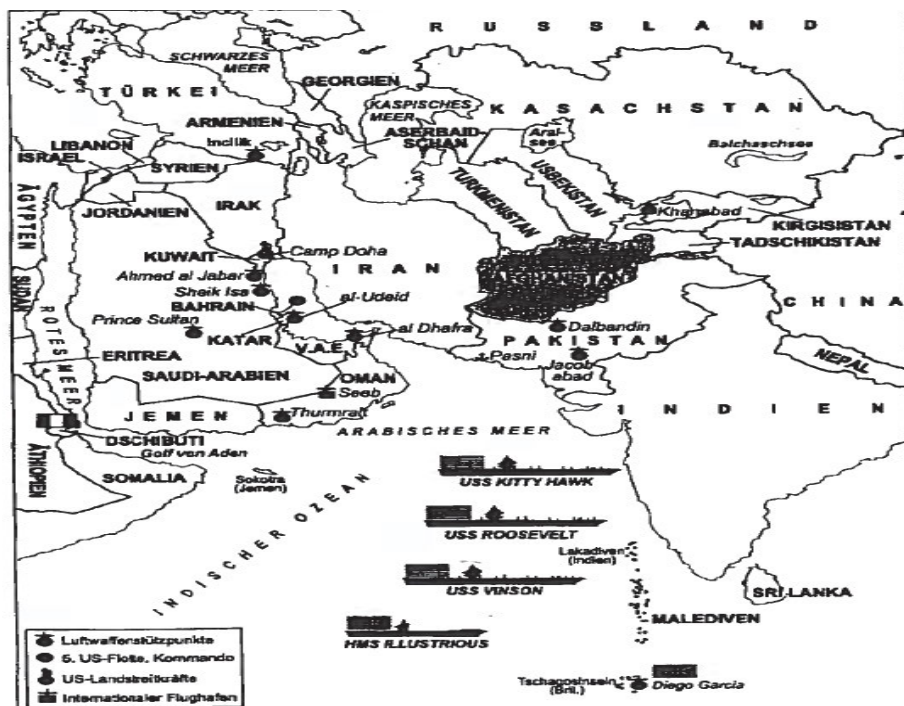 RUSSLAND
SCHWARZES
MEER
GEORGIEN
TÜRKEI
KASPISCHES
MEER
KASACHSTAN
ARMENIEN
ASERBAID
SCHAN
Aral-
see
Balchaschsee
LIBANON
Incilik
ISRAEL
SYRIEN
USBEKISTAN
TURKMENISTAN
ÄGYPTEN
JORDANIEN
IRAK
Khanabad
KIRGISISTAN
TADSCHIKISTAN
KUWAIT
Camp Doha
IRAN
AFGHANISTAN
Ahmed al Jabar
Sheik Isa
SUDAN
CHINA
BAHRAIN
al-Udeid
Prince Sultan
al Dhafra
Dalbandin
ROTES MEER
KATAR
V.A.E.
PAKISTAN
Pasni
NEPAL
ERITREA
Jacob
abad
SAUDI-ARABIEN
OMAN
Seeb
JEMEN
Thurmrait
INDIEN
ARABISCHES MEER
DSCHIBUTI
Golf von Aden
ÄTHIOPIEN
SOMALIA
Sokotra
(Jemen)
USS KITTY HAWK
INDISCHER OZEAN
USS ROOSEVELT
Lakadiven
(Indien)
USS VINSON
SRI LANKA
MALEDIVEN
HMS ILLUSTRIOUS
Luftwaffenstützpunkte
5. US-Flotte, Kommando
US-Landstreitkräfte
Internationaler Flughafen
Tschagosinseln
(Brit.)
Diego Garcia